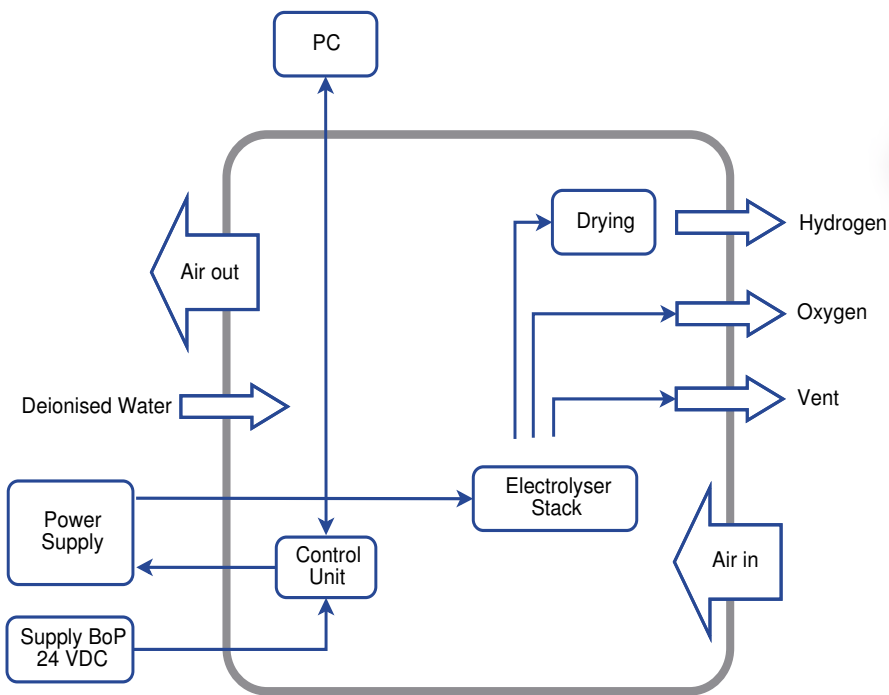 PC
Drying
Hydrogen
Air out
Oxygen
Deionised Water
Vent
Electrolyser
Stack
Power
Supply
Control
Unit
Air in
Supply BoP
24 VDC